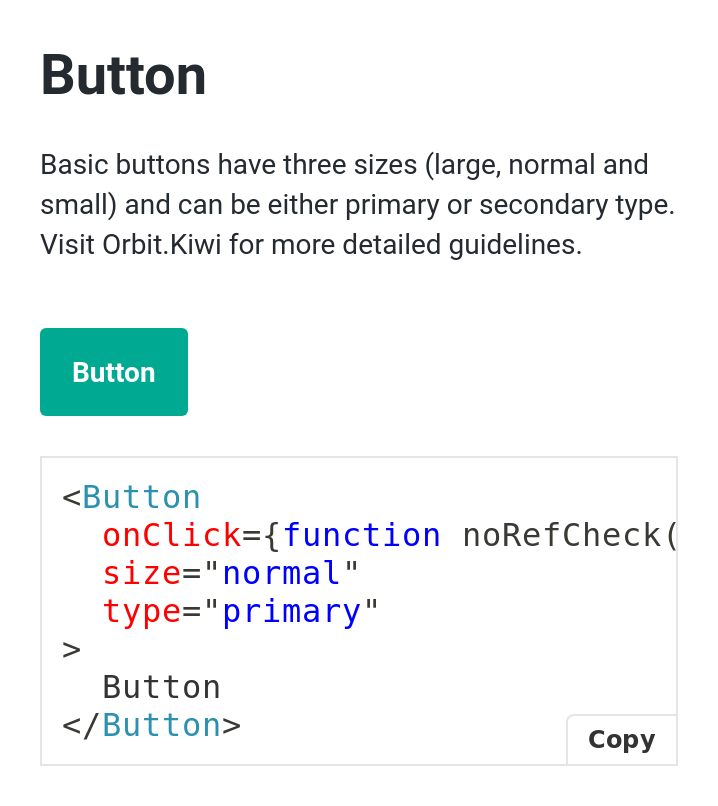 Button
Basic buttons have three sizes (large, normal and
small) and can be either primary or secondary type.
Visit Orbit.Kiwi for more detailed guidelines.
Button
<Button
  onClick={function noRefCheck(
  size="normal"
  type="primary"
>
  Button
</Button>
Copy